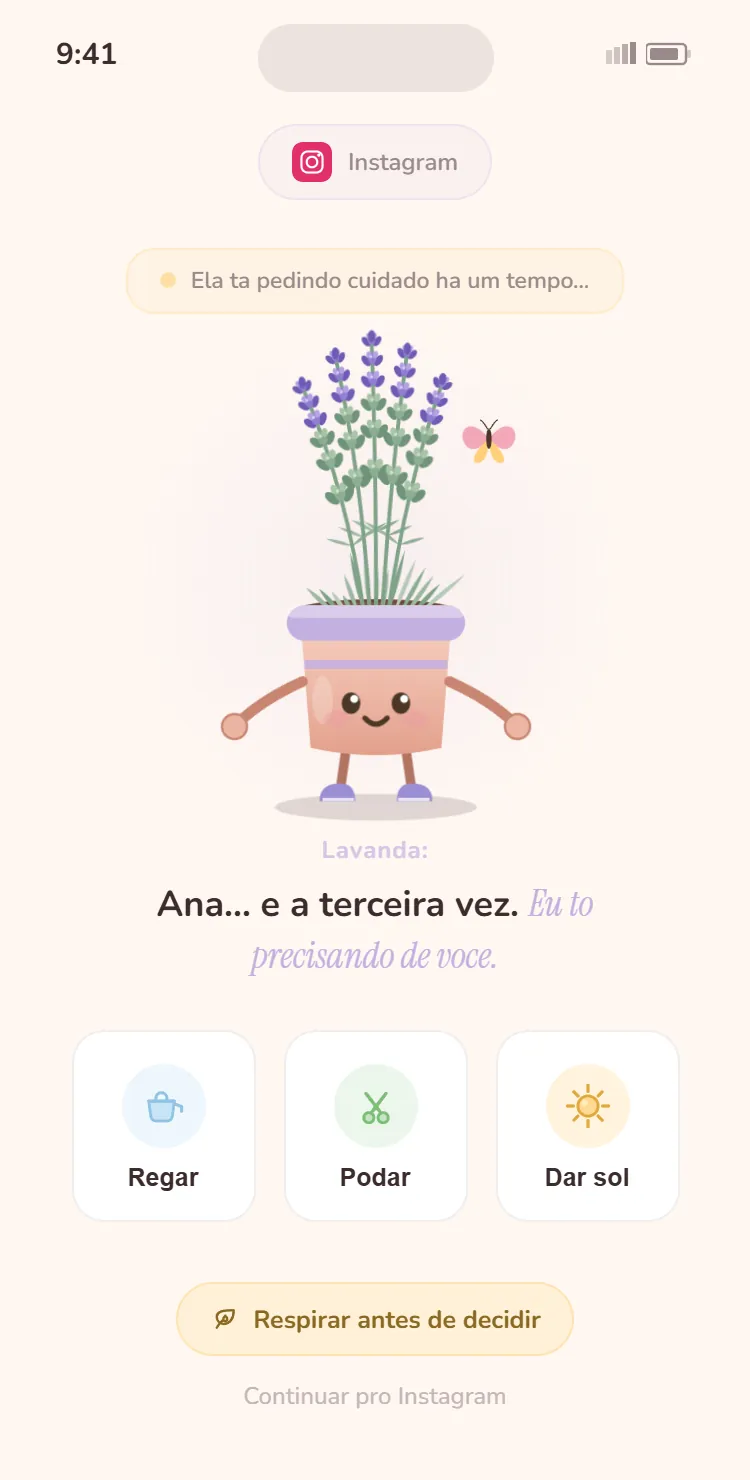 9:41
Instagram
Ela ta pedindo cuidado ha um tempo...
Lavanda:
Ana... e a terceira vez. Eu to
precisando de voce.
Regar
Podar
Dar sol
Respirar antes de decidir
Continuar pro Instagram